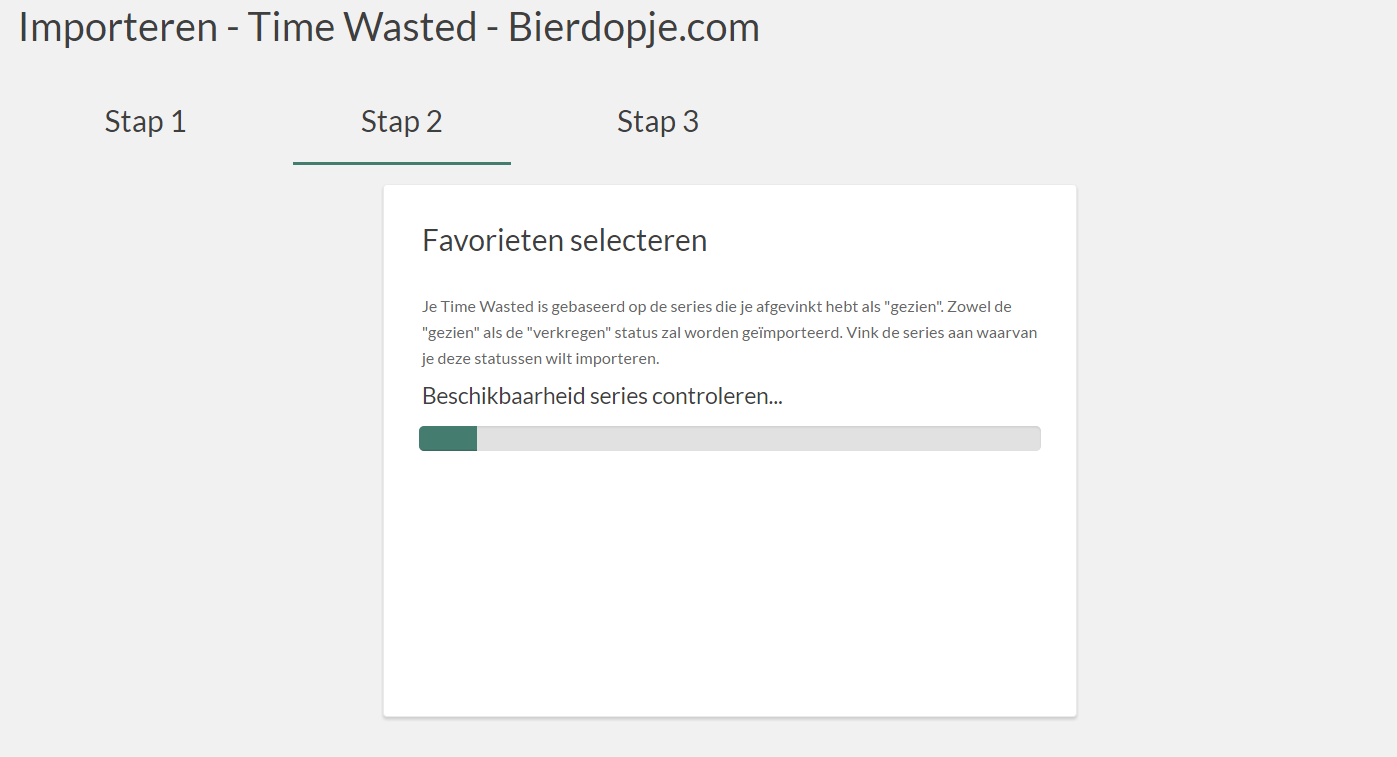 Importeren - Time Wasted - Bierdopje.com
Stap 1
Stap 2
Stap 3
Favorieten selecteren
Je Time Wasted is gebaseerd op de series die je afgevinkt hebt als "gezien". Zowel de
"gezien" als de "verkregen" status zal worden geïmporteerd. Vink de series aan waarvan
je deze statussen wilt importeren.
Beschikbaarheid series controleren...